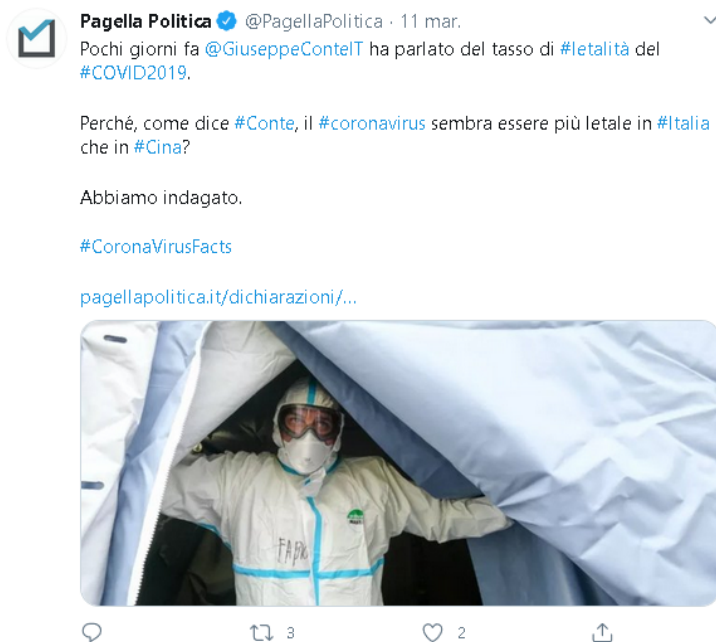 Pagella Politica @PagellaPolitica · 11 mar.
Pochi giorni fa @GiuseppeConteIT ha parlato del tasso di #letalità del
#COVID2019.
Perché, come dice #Conte, il #coronavirus sembra essere più letale in #Italia
che in #Cina?
Abbiamo indagato.
#CoronaVirusFacts
pagellapolitica.it/dichiarazioni/...
3
2